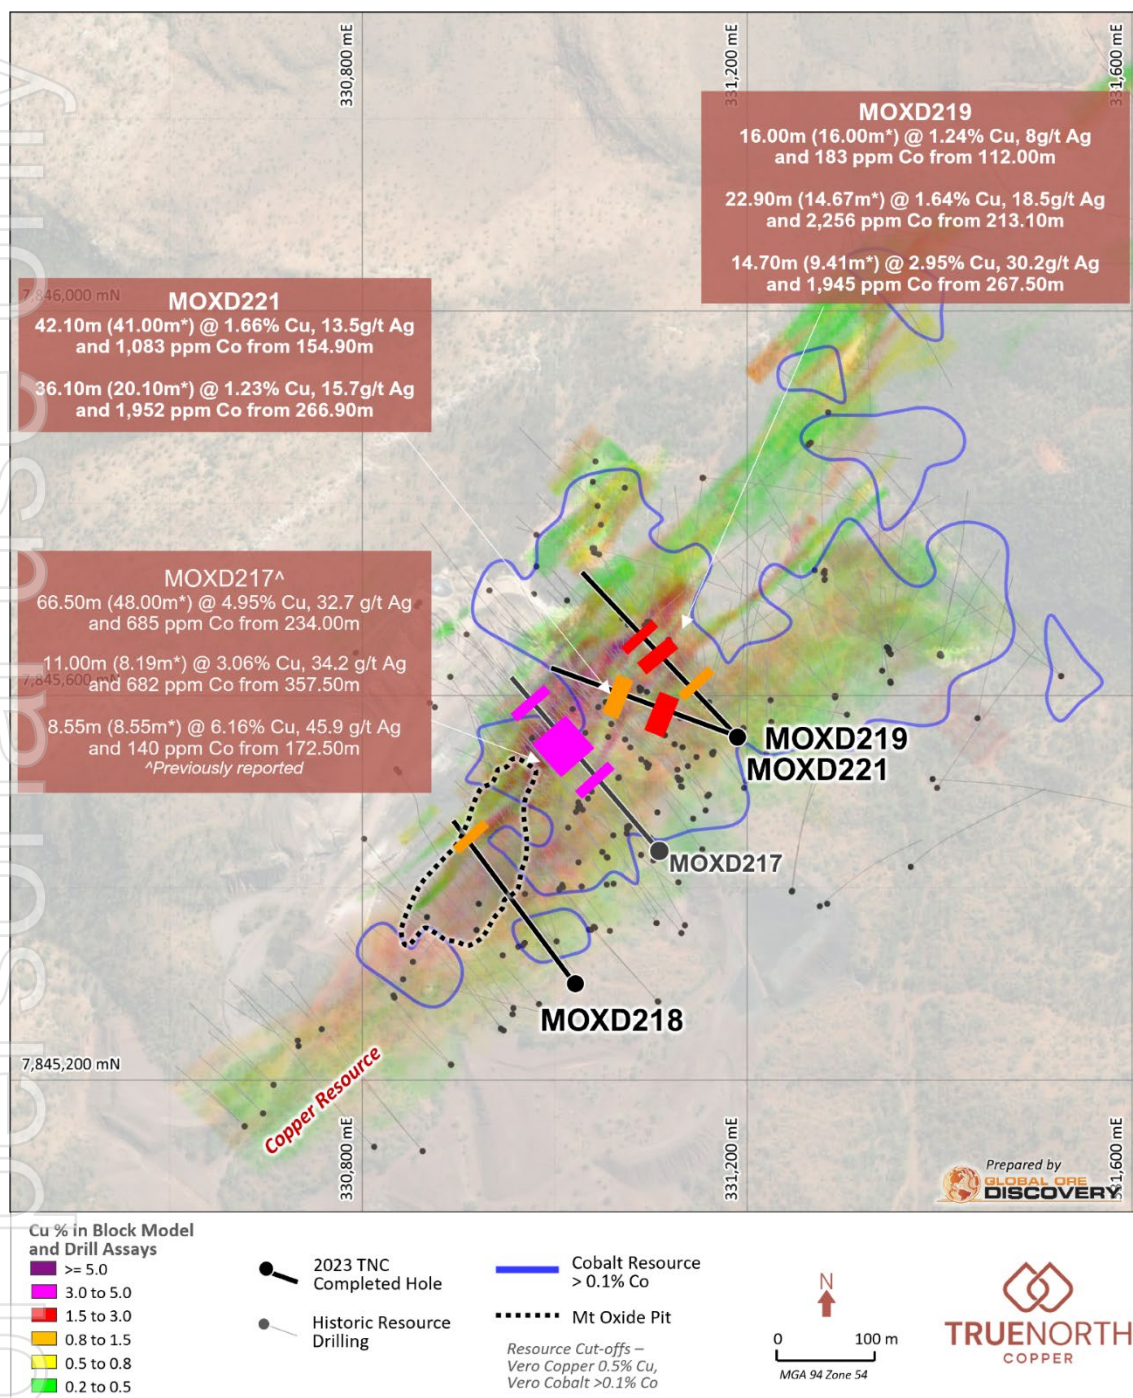 For personal use only
330,800 mE
331,200 mE
331,600 mE
MOXD219
16.00m (16.00m*) @ 1.24% Cu, 8g/t Ag
and 183 ppm Co from 112.00m
22.90m (14.67m*) @ 1.64% Cu, 18.5g/t Ag
and 2,256 ppm Co from 213.10m
14.70m (9.41m*) @ 2.95% Cu, 30.2g/t Ag
and 1,945 ppm Co from 267.50m
7,846,000 mN
MOXD221
42.10m (41.00m*) @ 1.66% Cu, 13.5g/t Ag
and 1,083 ppm Co from 154.90m
36.10m (20.10m*) @ 1.23% Cu, 15.7g/t Ag
and 1,952 ppm Co from 266.90m
MOXD217^
66.50m (48.00m*) @ 4.95% Cu, 32.7 g/t Ag
and 685 ppm Co from 234.00m
11.00m (8.19m*) @ 3.06% Cu, 34.2 g/t Ag
7,845,600 mN
and 682 ppm Co from 357.50m
8.55m (8.55m*) @ 6.16% Cu, 45.9 g/t Ag
and 140 ppm Co from 172.50m
^Previously reported
MOXD219
MOXD221
MOXD217
MOXD218
7,845,200 mN
Copper Resource
330,800 mE
331,200 mE
331,600 mE
Prepared by
GLOBAL ORE
DISCOVERY
Cu % in Block Model
and Drill Assays
>= 5.0
3.0 to 5.0
1.5 to 3.0
0.8 to 1.5
0.5 to 0.8
0.2 to 0.5
2023 TNC
Completed Hole
Historic Resource
Drilling
Cobalt Resource
> 0.1% Co
Mt Oxide Pit
Resource Cut-offs –
Vero Copper 0.5% Cu,
Vero Cobalt >0.1% Co
N
0 100 m
MGA 94 Zone 54
TRUENORTH
COPPER